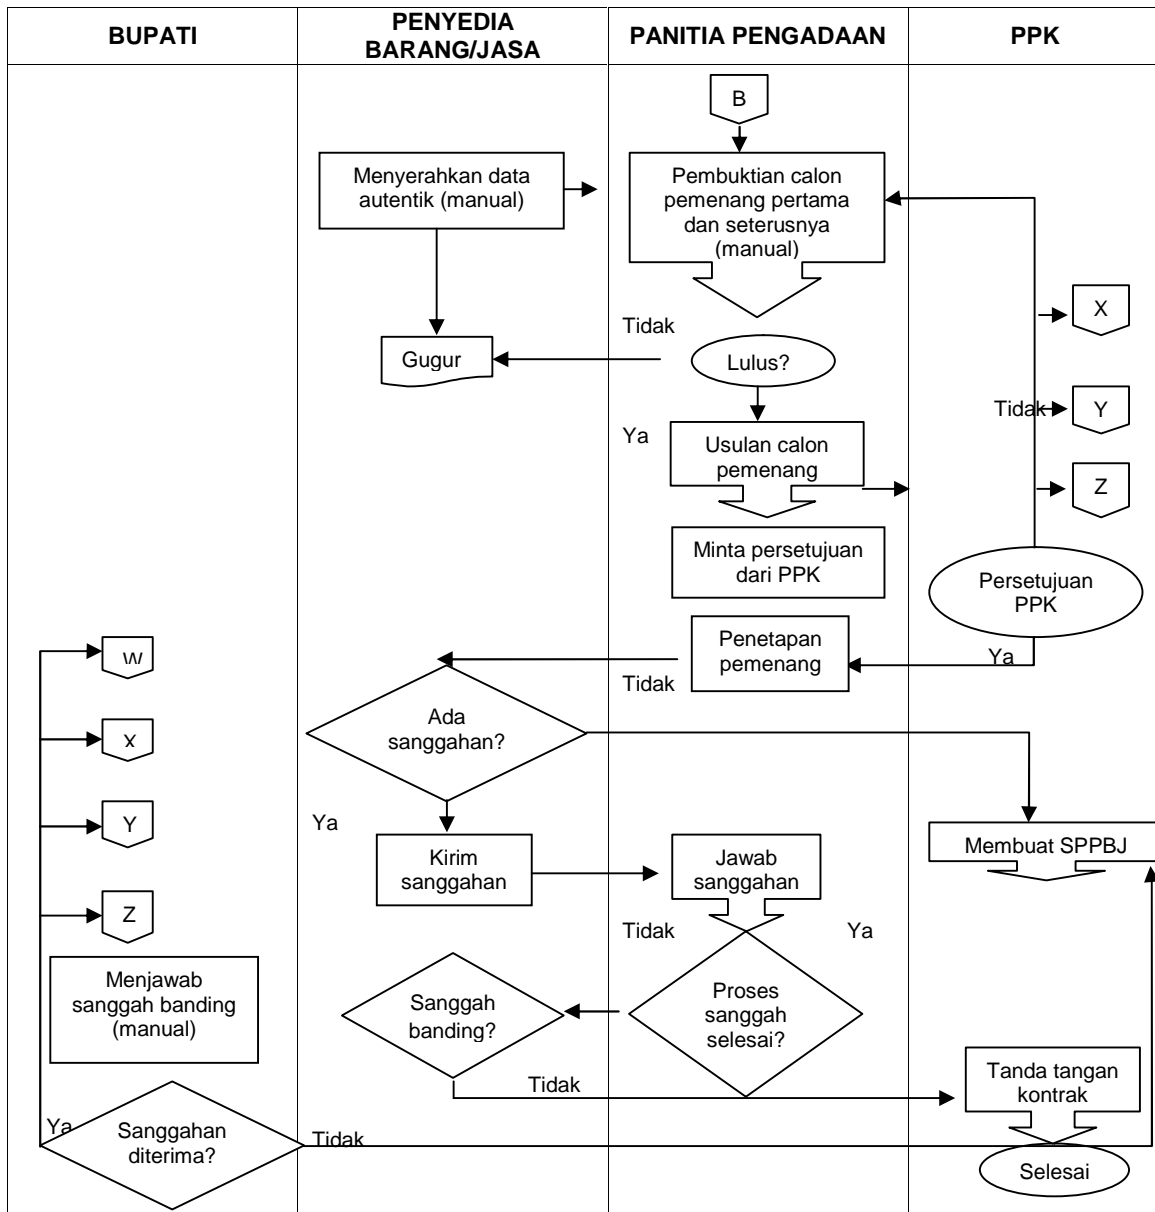 BUPATI
PENYEDIA
BARANG/JASA
PANITIA PENGADAAN
PPK
B
Menyerahkan data
autentik (manual)
Pembuktian calon
pemenang pertama
dan seterusnya
(manual)
X
Tidak
Gugur
Lulus?
Tidak
Y
Ya
Usulan calon
pemenang
Z
Minta persetujuan
dari PPK
Persetujuan
PPK
W
Penetapan
pemenang
Ya
Tidak
X
Ada
sanggahan?
Y
Ya
Membuat SPPBJ
Kirim
sanggahan
Jawab
sanggahan
Z
Tidak
Ya
Menjawab
sanggah banding
(manual)
Sanggah
banding?
Proses
sanggah
selesai?
Tidak
Tanda tangan
kontrak
Ya
Sanggahan
diterima?
Tidak
Selesai